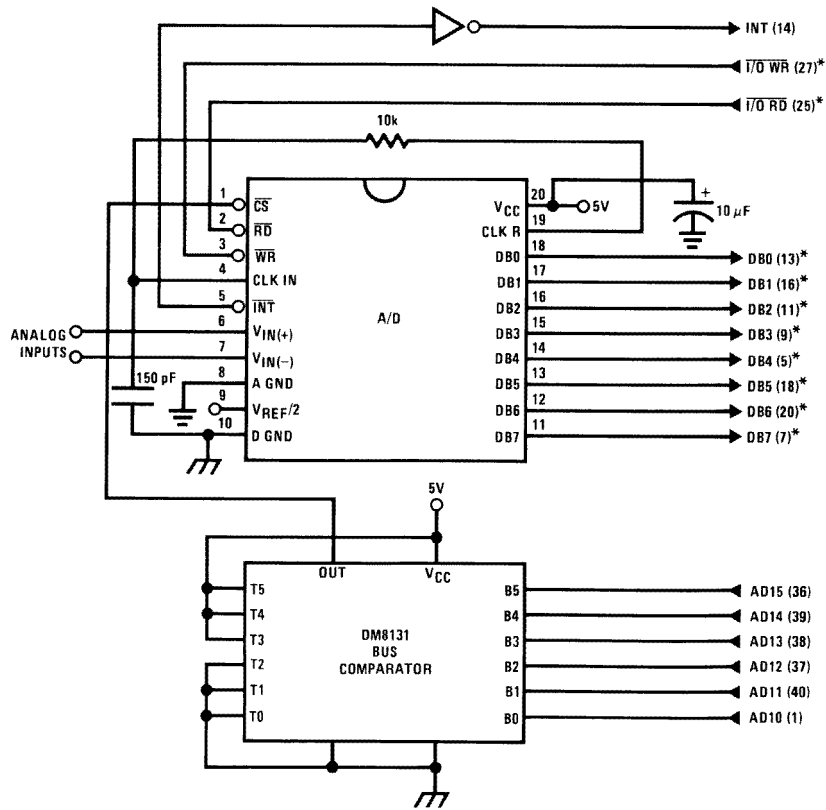 INT (14)
I/O WR (27)*
I/O RD (25)*
10k
1 CS
2 RD
3 WR
4 CLK IN
5 INT
6 VIN(+)
7 VIN(–)
8 A GND
9 VREF/2
10 D GND
ANALOG
INPUTS
150 pF
A/D
VCC 20
5V
+
10 μF
CLK R 19
DB0 18 DB0 (13)*
DB1 17 DB1 (16)*
DB2 16 DB2 (11)*
DB3 15 DB3 (9)*
DB4 14 DB4 (5)*
DB5 13 DB5 (18)*
DB6 12 DB6 (20)*
DB7 11 DB7 (7)*
5V
OUT VCC
T5
T4
T3
T2
T1
T0
DM8131
BUS
COMPARATOR
B5 AD15 (36)
B4 AD14 (39)
B3 AD13 (38)
B2 AD12 (37)
B1 AD11 (40)
B0 AD10 (1)